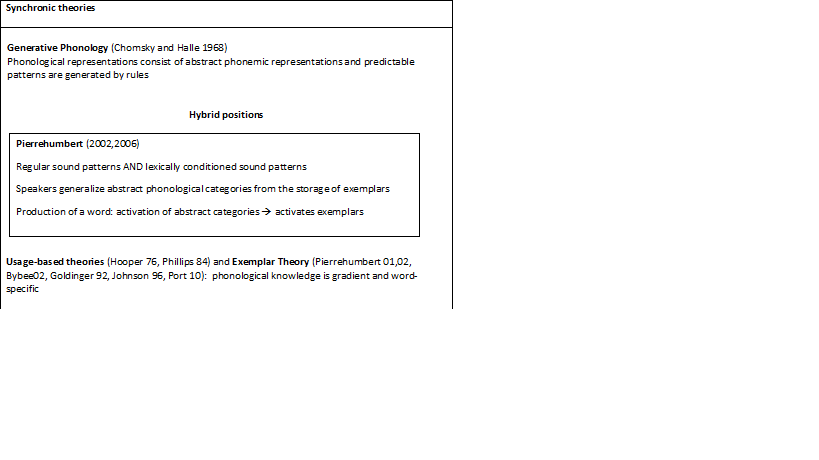 Synchronic theories
Generative Phonology (Chomsky and Halle 1968)
Phonological representations consist of abstract phonemic representations and predictable
patterns are generated by rules
Hybrid positions
Pierrehumbert (2002,2006)
Regular sound patterns AND lexically conditioned sound patterns
Speakers generalize abstract phonological categories from the storage of exemplars
Production of a word: activation of abstract categories → activates exemplars
Usage-based theories (Hooper 76, Phillips 84) and Exemplar Theory (Pierrehumbert 01,02,
Bybee02, Goldinger 92, Johnson 96, Port 10): phonological knowledge is gradient and word-
specific